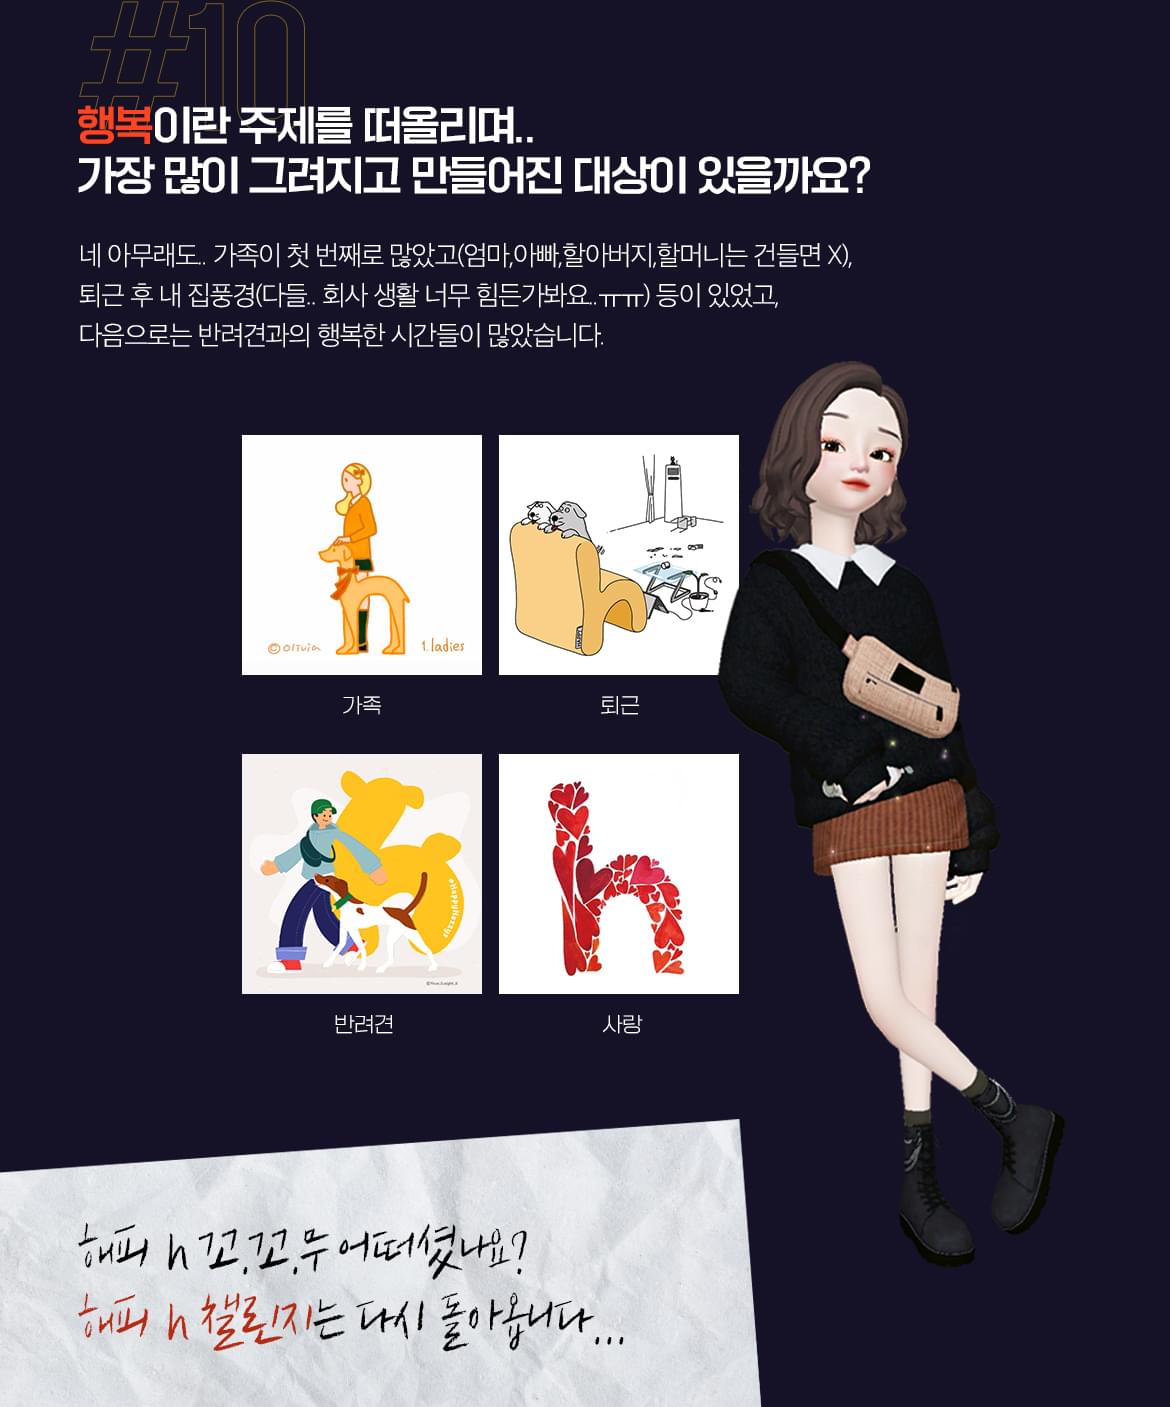 #10
행복이란 주제를 떠올리며..
가장 많이 그려지고 만들어진 대상이 있을까요?
네 아무래도.. 가족이 첫 번째로 많았고(엄마,아빠,할아버지,할머니는 건들면 X),
퇴근 후 내 집풍경(다들.. 회사 생활 너무 힘든가봐요..ㅠㅠ) 등이 있었고,
다음으로는 반려견과의 행복한 시간들이 많았습니다.
©OlTuia
1. ladies
가족
퇴근
#HappyHazzys
반려견
사랑
해피 h 꼬.꼬.무 어떠셨나요?
해피 h 챌린지는 다시 돌아옵니다...